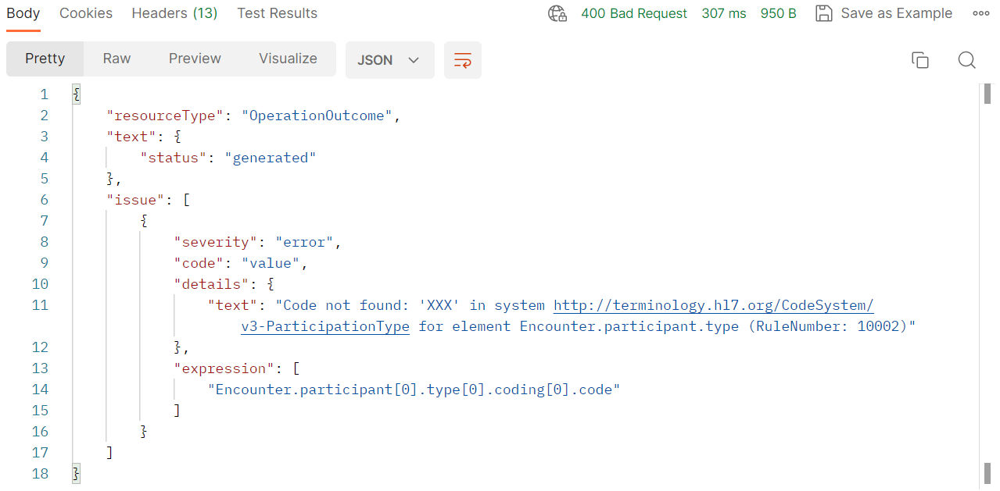 Body Cookies Headers (13) Test Results 400 Bad Request 307 ms 950 B Save as Example
Pretty Raw Preview Visualize JSON
1 {
2 "resourceType": "OperationOutcome",
3 "text": {
4 "status": "generated"
5 },
6 "issue": [
7 {
8 "severity": "error",
9 "code": "value",
10 "details": {
11 "text": "Code not found: 'XXX' in system http://terminology.hl7.org/CodeSystem/
v3-ParticipationType for element Encounter.participant.type (RuleNumber: 10002)"
12 },
13 "expression": [
14 "Encounter.participant[0].type[0].coding[0].code"
15 ]
16 }
17 ]
18 }